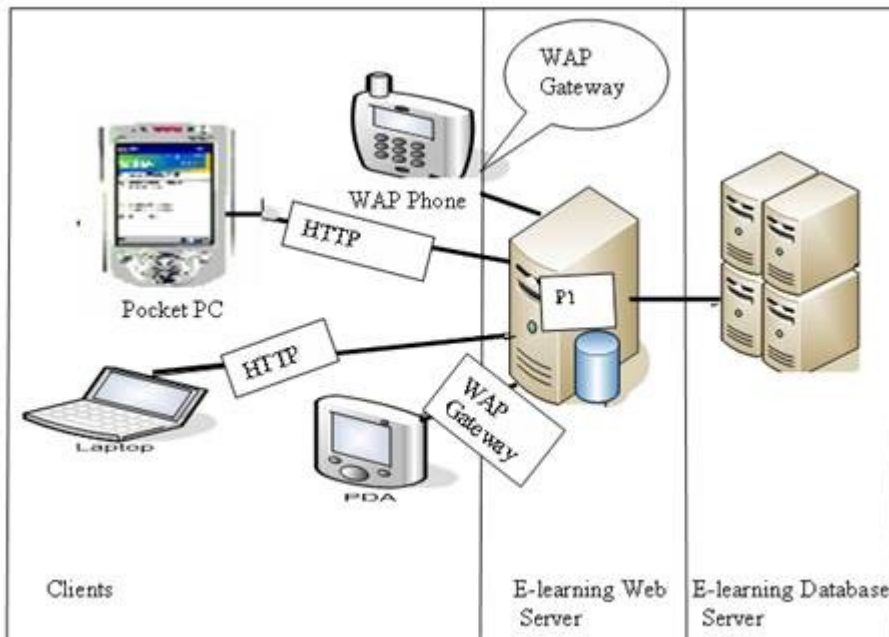 WAP
Gateway
WAP Phone
HTTP
Pocket PC
P1
HTTP
WAP
Gateway
Laptop
PDA
Clients
E-learning Web
Server
E-learning Database
Server